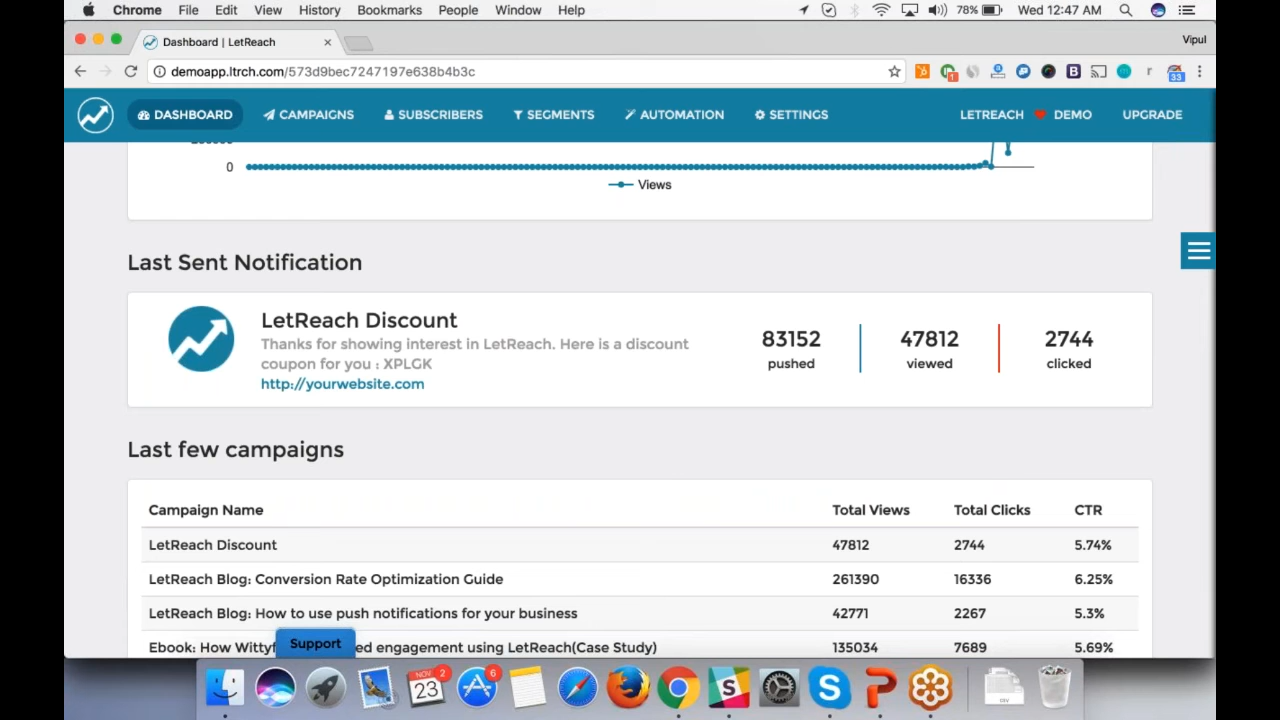 Chrome File Edit View History Bookmarks People Window Help 78% Wed 12:47 AM
Dashboard | LetReach × Vipul
demoapp.ltrch.com/573d9bec7247197e638b4b3c
1 B r 33
DASHBOARD CAMPAIGNS SUBSCRIBERS SEGMENTS AUTOMATION SETTINGS LETREACH DEMO UPGRADE
0
Views
Last Sent Notification
LetReach Discount
Thanks for showing interest in LetReach. Here is a discount
coupon for you : XPLGK
http://yourwebsite.com
83152 47812 2744
pushed viewed clicked
Last few campaigns
Campaign Name Total Views Total Clicks CTR
LetReach Discount 47812 2744 5.74%
LetReach Blog: Conversion Rate Optimization Guide 261390 16336 6.25%
LetReach Blog: How to use push notifications for your business 42771 2267 5.3%
Ebook: How Wittyf ed engagement using LetReach(Case Study) 135034 7689 5.69%
Support
NOV 23 2 6 S S P CSV